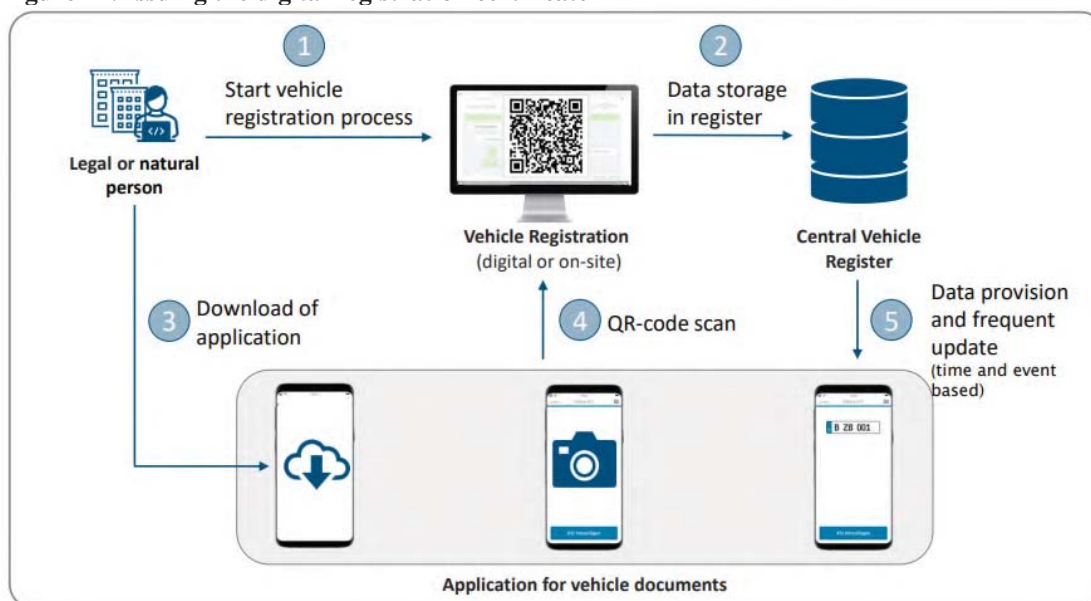 1
2
Start vehicle
registration process
Data storage
in register
Legal or natural
person
Vehicle Registration
(digital or on-site)
Central Vehicle
Register
3
Download of
application
4
QR-code scan
5
Data provision
and frequent
update
(time and event
based)
B ZB 001
Application for vehicle documents